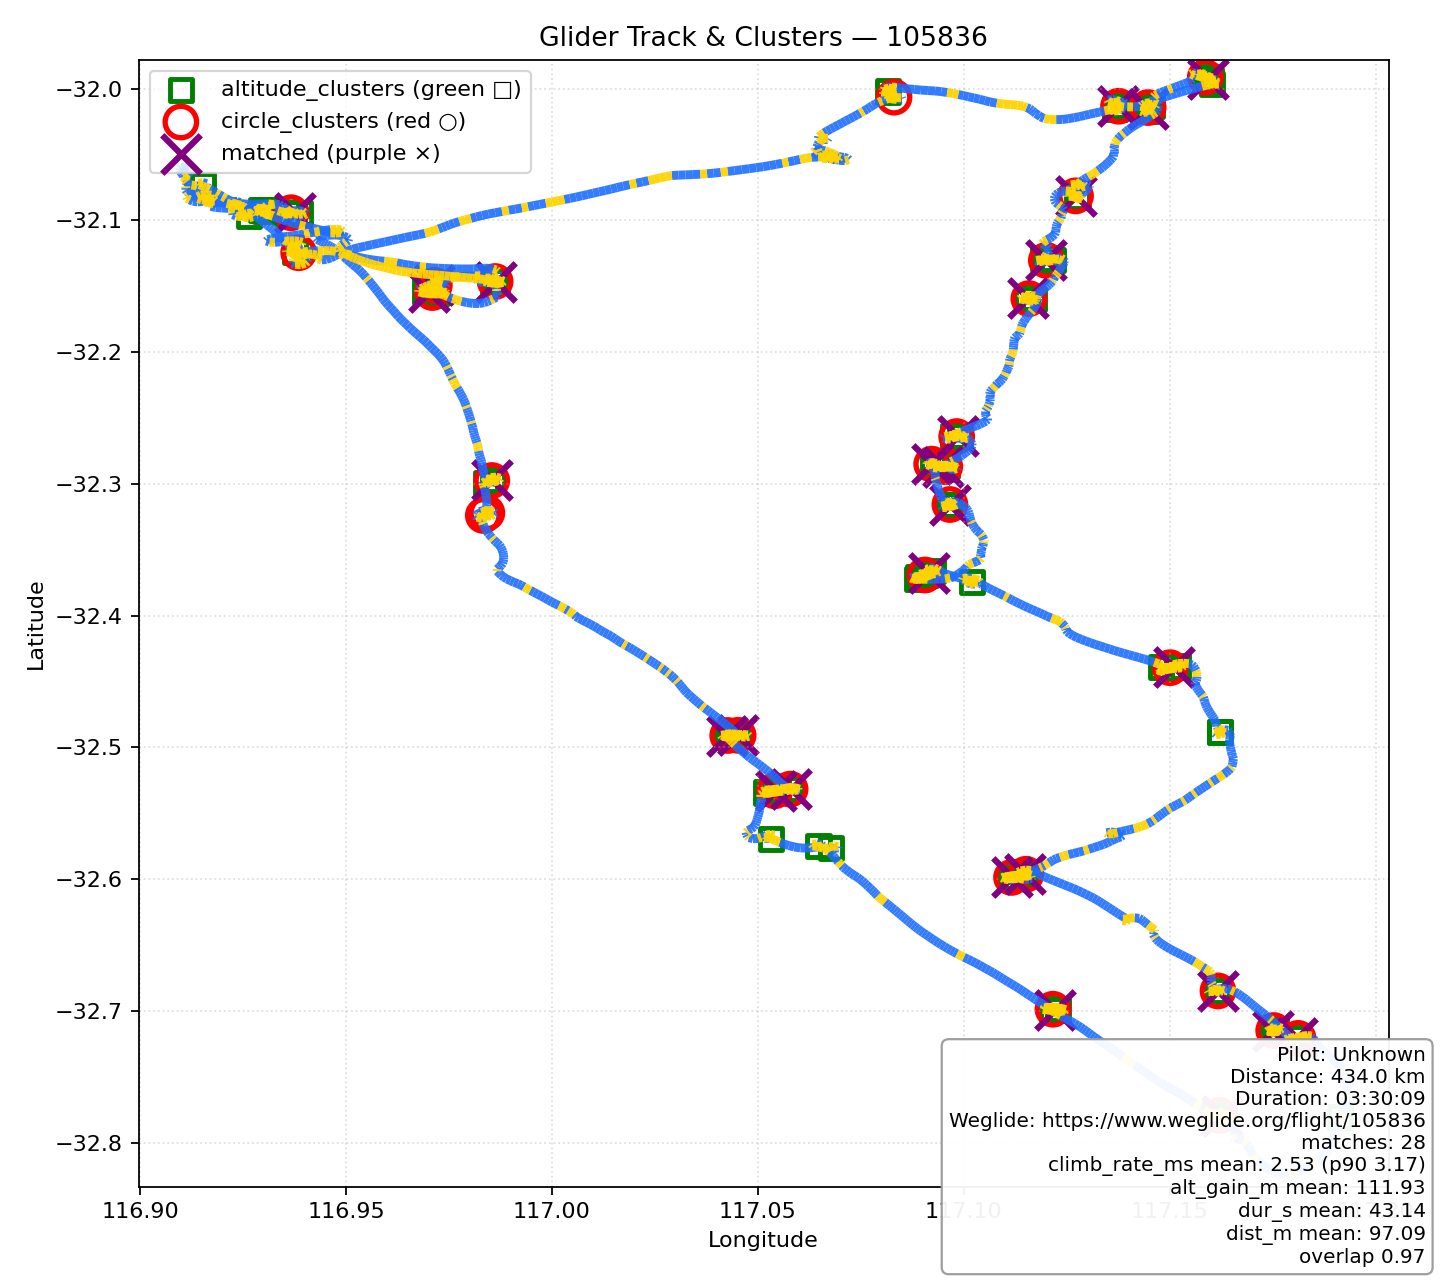 Glider Track & Clusters — 105836
altitude_clusters (green □)
circle_clusters (red ○)
matched (purple ×)
−32.0
−32.1
−32.2
−32.3
−32.4
−32.5
−32.6
−32.7
−32.8
Latitude
116.90
116.95
117.00
117.05
117.10
117.15
Longitude
Pilot: Unknown
Distance: 434.0 km
Duration: 03:30:09
Weglide: https://www.weglide.org/flight/105836
matches: 28
climb_rate_ms mean: 2.53 (p90 3.17)
alt_gain_m mean: 111.93
dur_s mean: 43.14
dist_m mean: 97.09
overlap 0.97